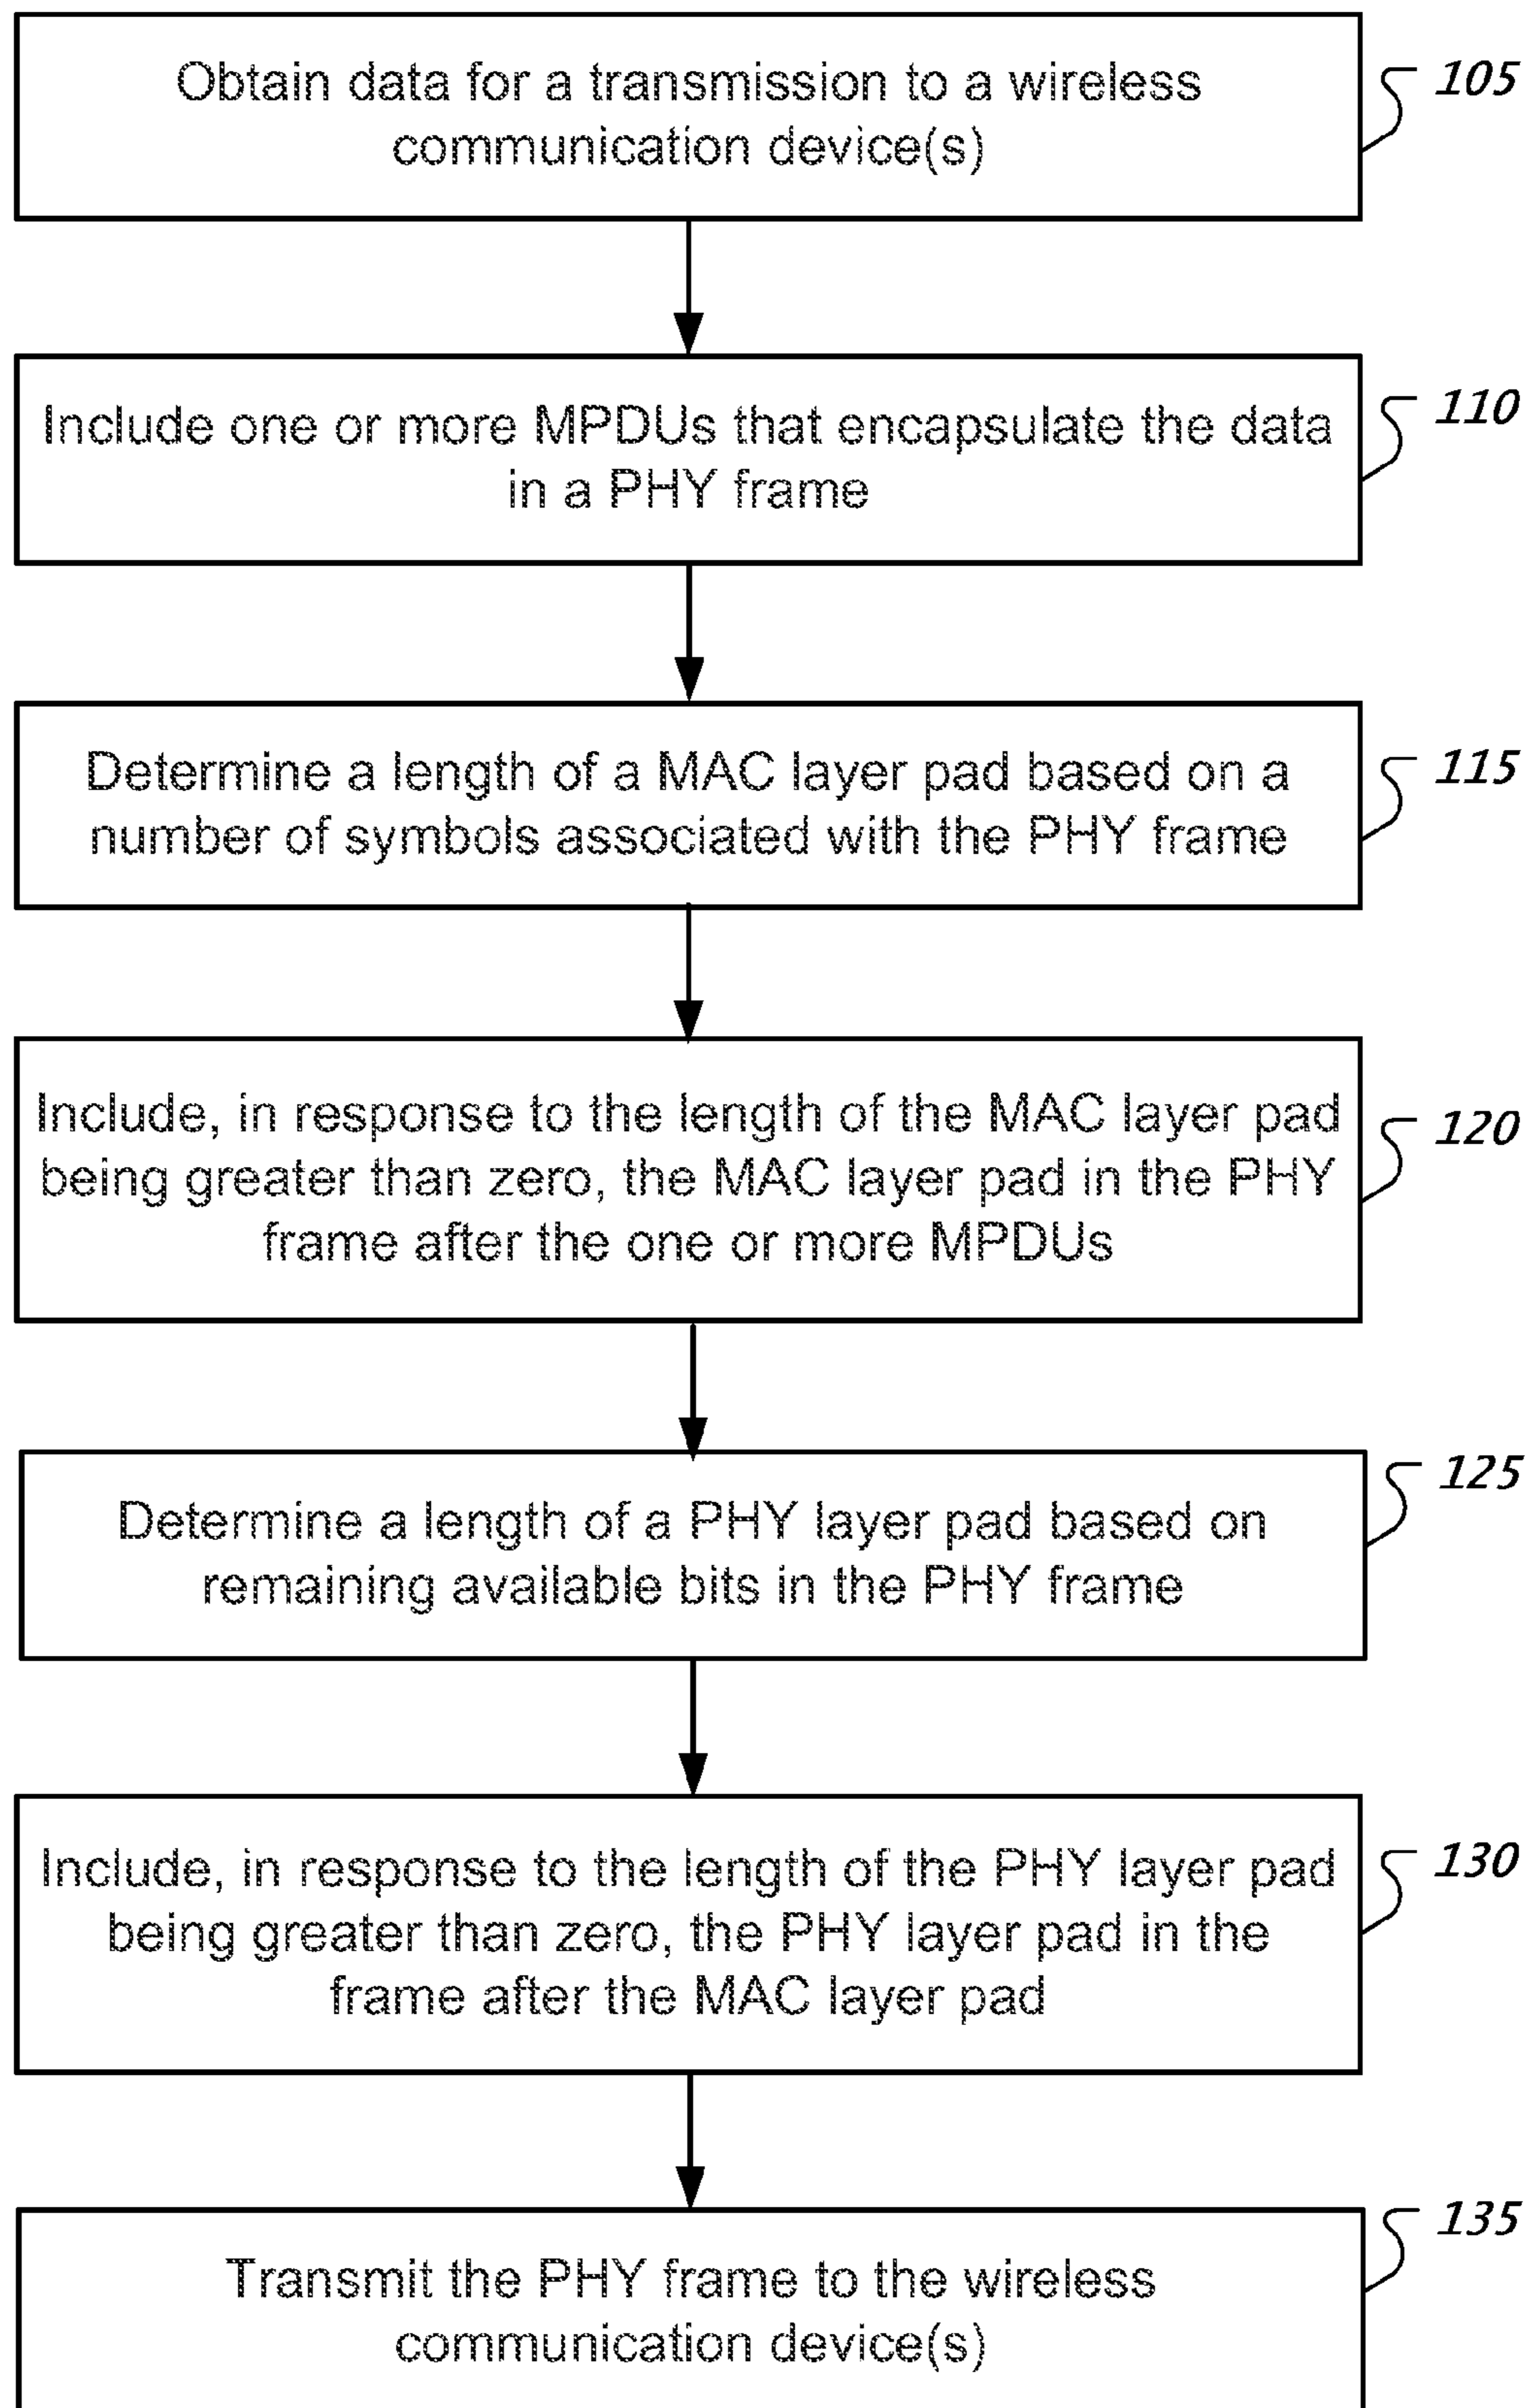 Obtain data for a transmission to a wireless
communication device(s)
105
Include one or more MPDUs that encapsulate the data
in a PHY frame
110
Determine a length of a MAC layer pad based on a
number of symbols associated with the PHY frame
115
Include, in response to the length of the MAC layer pad
being greater than zero, the MAC layer pad in the PHY
frame after the one or more MPDUs
120
Determine a length of a PHY layer pad based on
remaining available bits in the PHY frame
125
Include, in response to the length of the PHY layer pad
being greater than zero, the PHY layer pad in the
frame after the MAC layer pad
130
Transmit the PHY frame to the wireless
communication device(s)
135